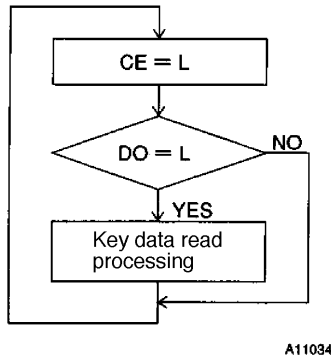 CE = L
DO = L
NO
YES
Key data read
processing
A11034